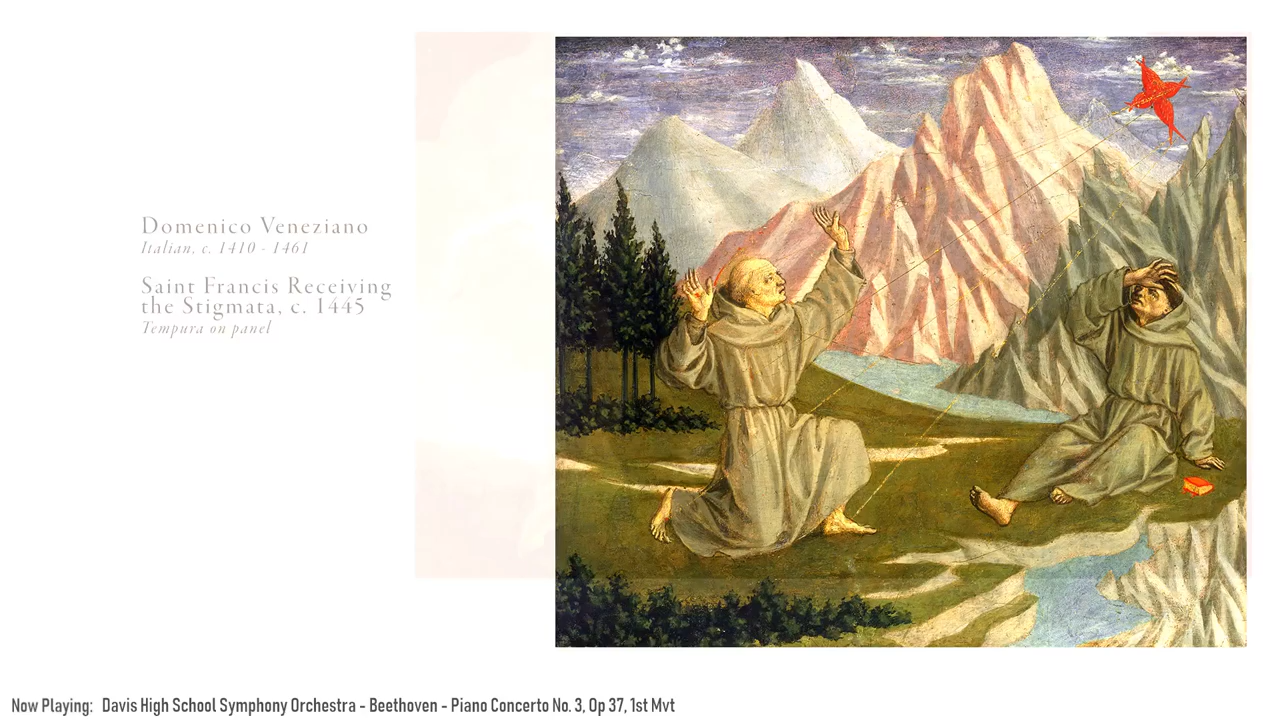 Domenico Veneziano
Italian, c. 1410 - 1461
Saint Francis Receiving
the Stigmata, c. 1445
Tempura on panel
Now Playing: Davis High School Symphony Orchestra - Beethoven - Piano Concerto No. 3, Op 37, 1st Mvt